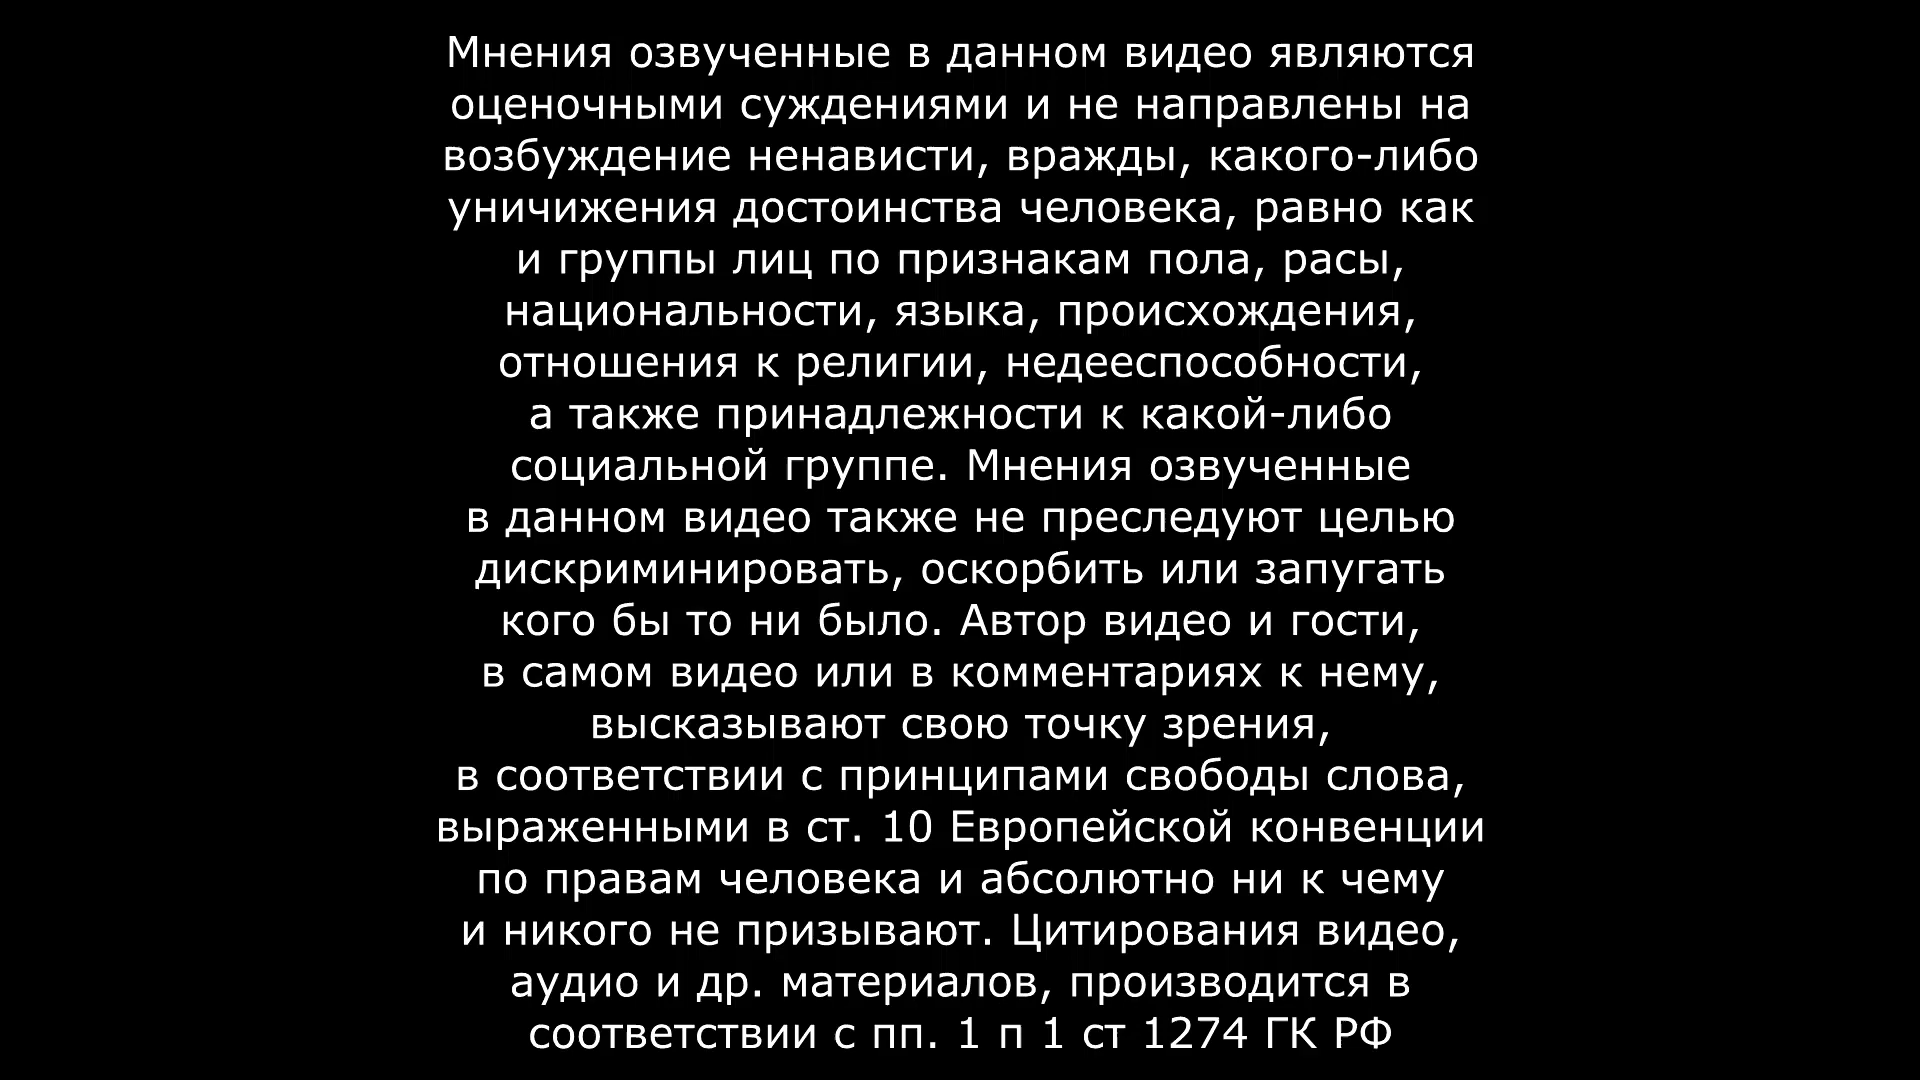 Мнения озвученные в данном видео являются
оценочными суждениями и не направлены на
возбуждение ненависти, вражды, какого-либо
уничижения достоинства человека, равно как
и группы лиц по признакам пола, расы,
национальности, языка, происхождения,
отношения к религии, недееспособности,
а также принадлежности к какой-либо
социальной группе. Мнения озвученные
в данном видео также не преследуют целью
дискриминировать, оскорбить или запугать
кого бы то ни было. Автор видео и гости,
в самом видео или в комментариях к нему,
высказывают свою точку зрения,
в соответствии с принципами свободы слова,
выраженными в ст. 10 Европейской конвенции
по правам человека и абсолютно ни к чему
и никого не призывают. Цитирования видео,
аудио и др. материалов, производится в
соответствии с пп. 1 п 1 ст 1274 ГК РФ